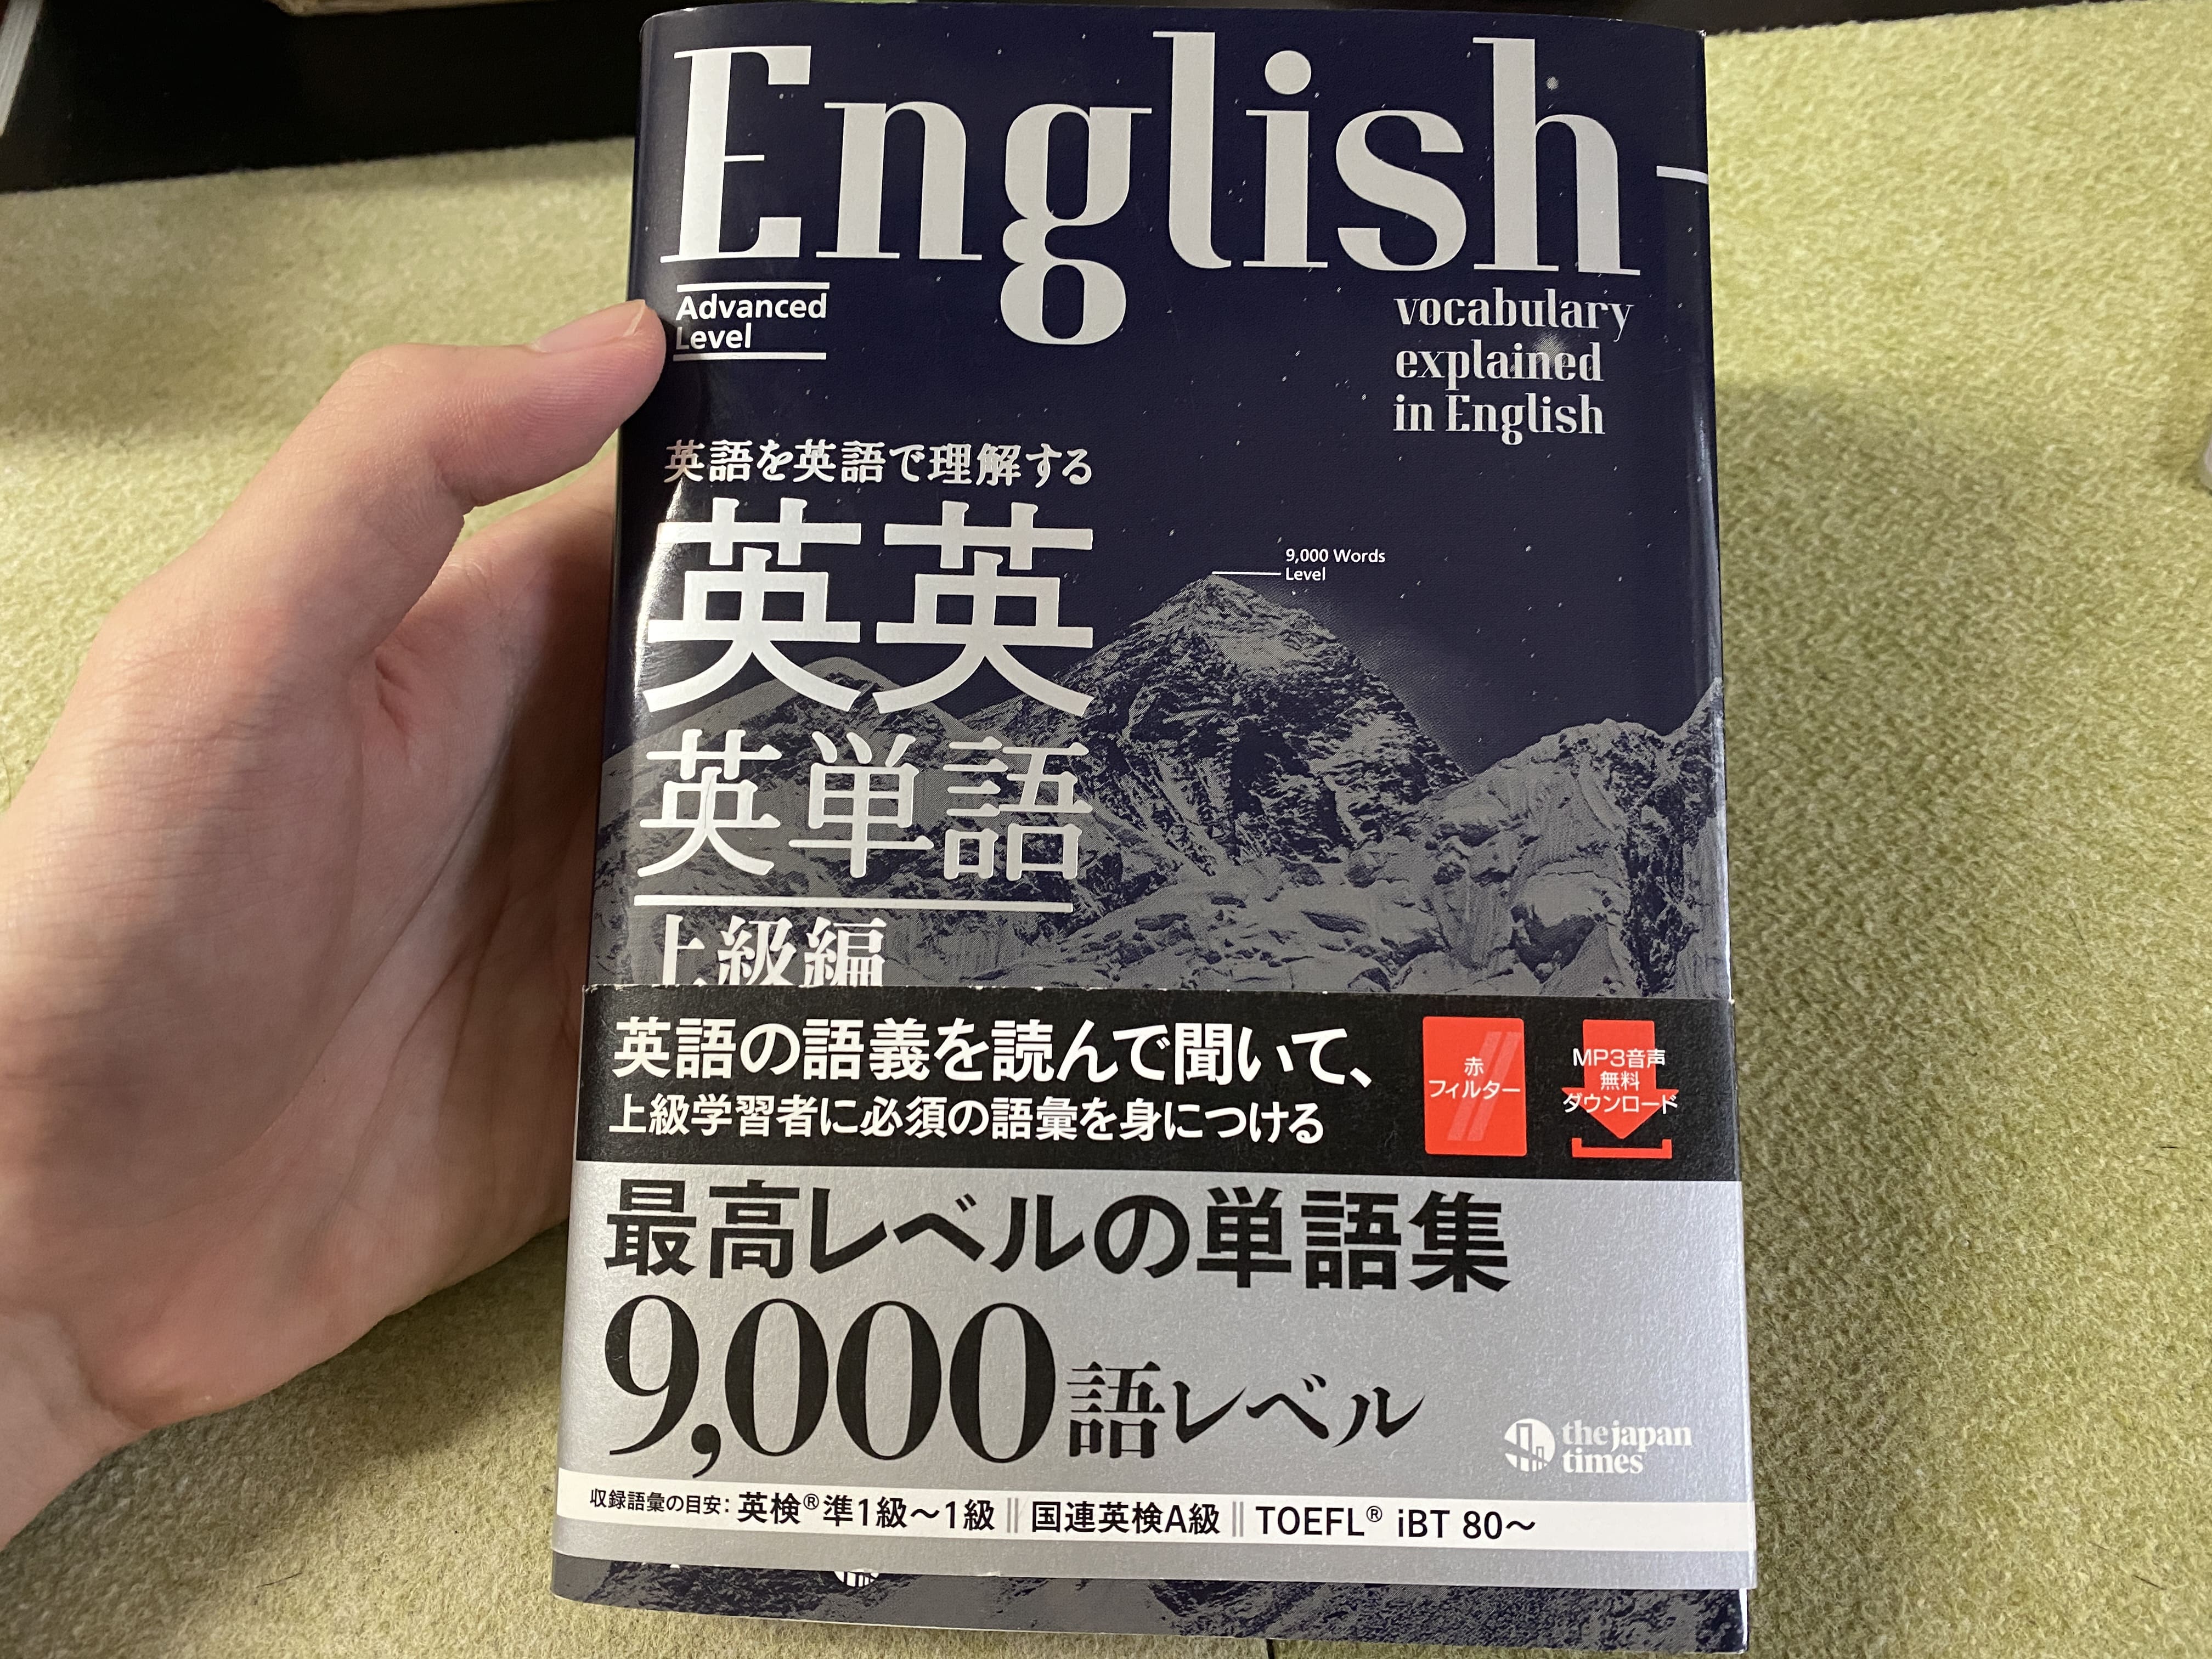 English-
Advanced
Level
vocabulary
explained
in English
英語を英語で理解する
英英
英単語
上級編
9,000 Words
Level
英語の語義を読んで聞いて、
上級学習者に必須の語彙を身につける
赤
フィルター
MP3音声
無料
ダウンロード
最高レベルの単語集
9,000語レベル
the japan
times
収録語彙の目安: 英検®準1級～1級 || 国連英検A級 || TOEFL® iBT 80～